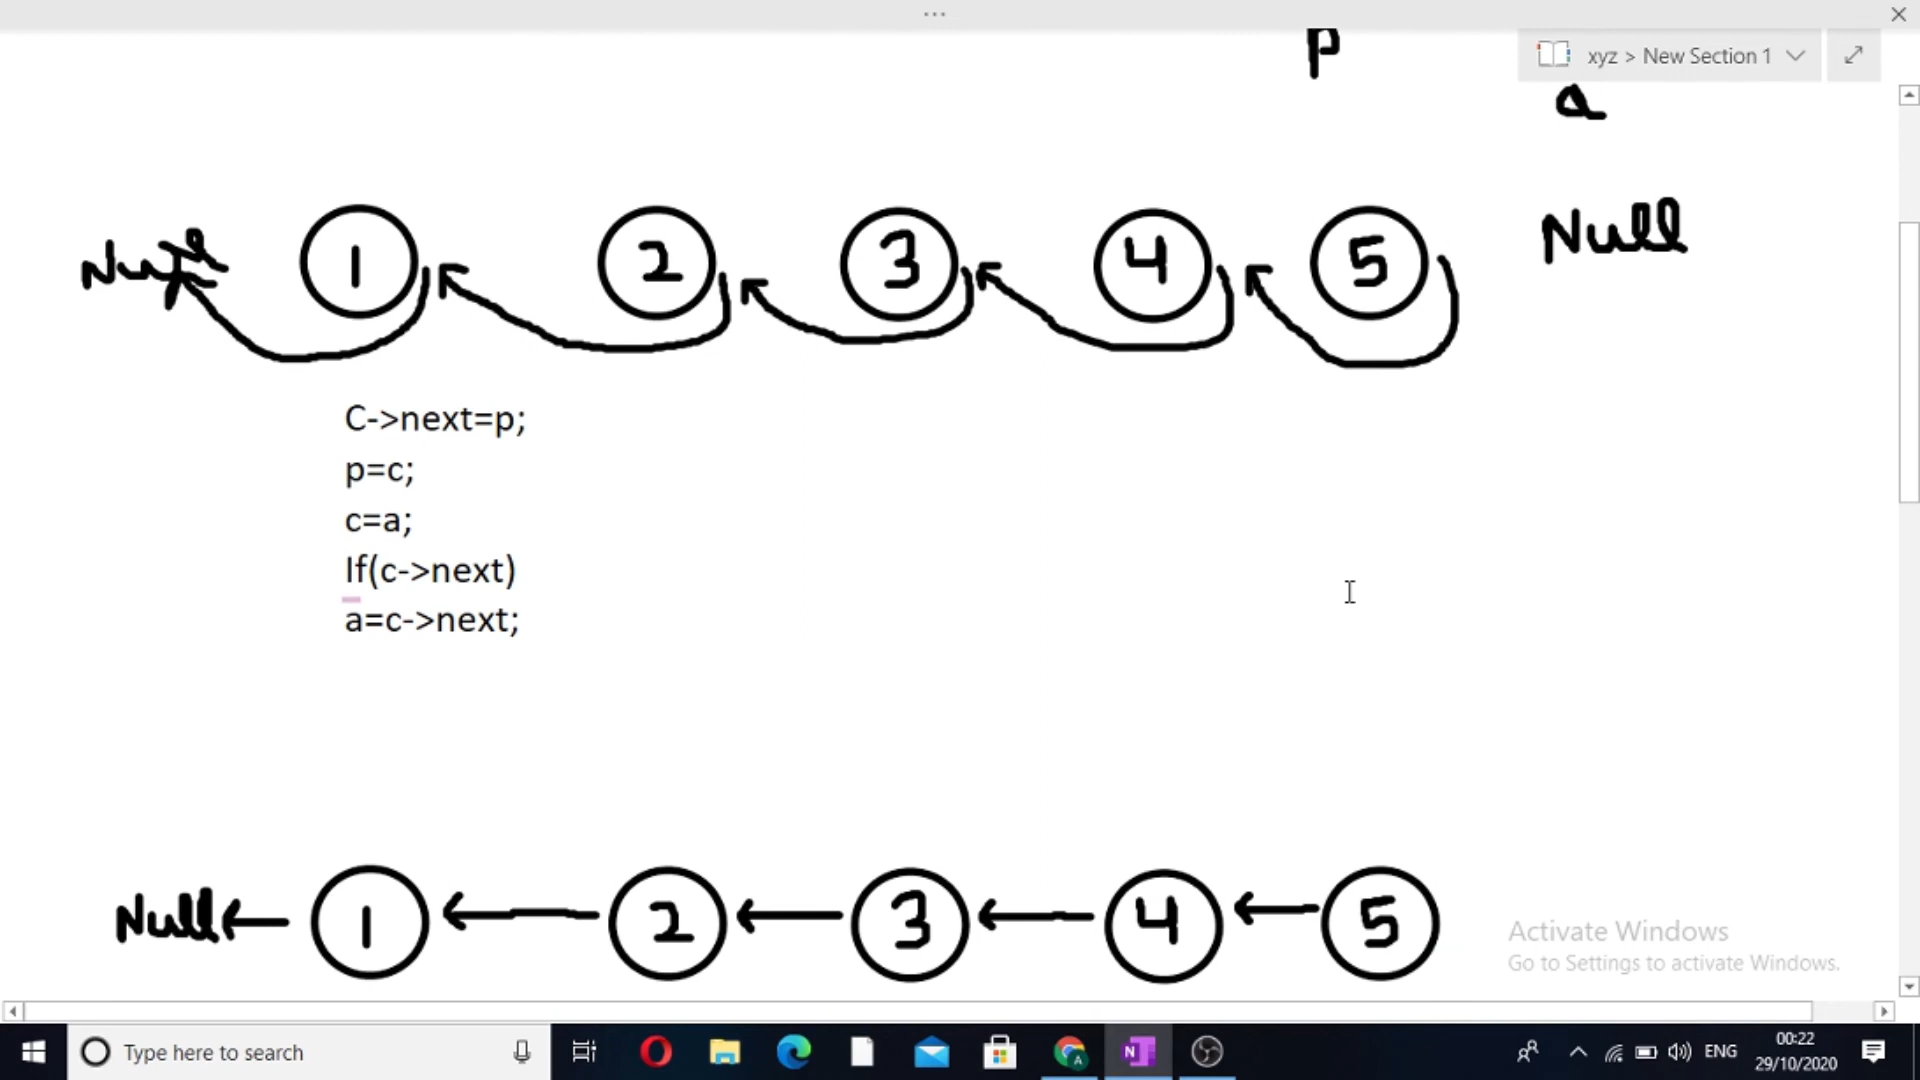 xyz > New Section 1
p
a
Null 1 2 3 4 5 Null
C->next=p;
p=c;
c=a;
If(c->next)
a=c->next;
Null 1 2 3 4 5
Activate Windows
Go to Settings to activate Windows.
Type here to search
ENG
00:22
29/10/2020